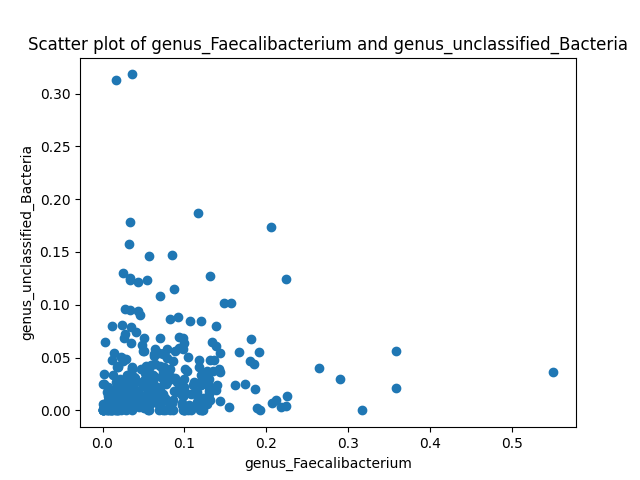 Scatter plot of genus_Faecalibacterium and genus_unclassified_Bacteria
genus_unclassified_Bacteria
0.30
0.25
0.20
0.15
0.10
0.05
0.00
0.0 0.1 0.2 0.3 0.4 0.5
genus_Faecalibacterium